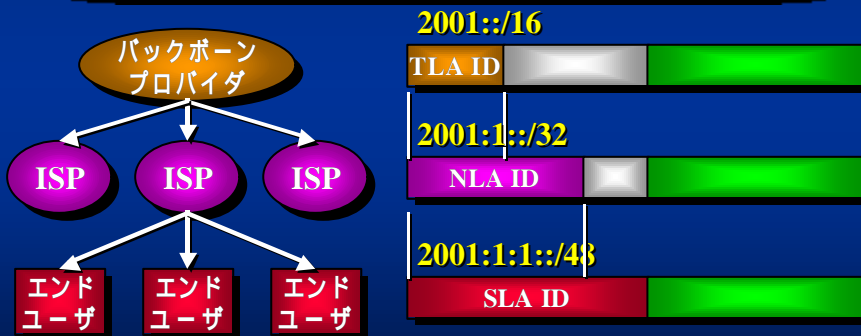 2001::/16
バックボーン
プロバイダ
TLA ID
2001:1::/32
ISP
ISP
ISP
NLA ID
2001:1:1::/48
エンド
ユーザ
エンド
ユーザ
エンド
ユーザ
SLA ID